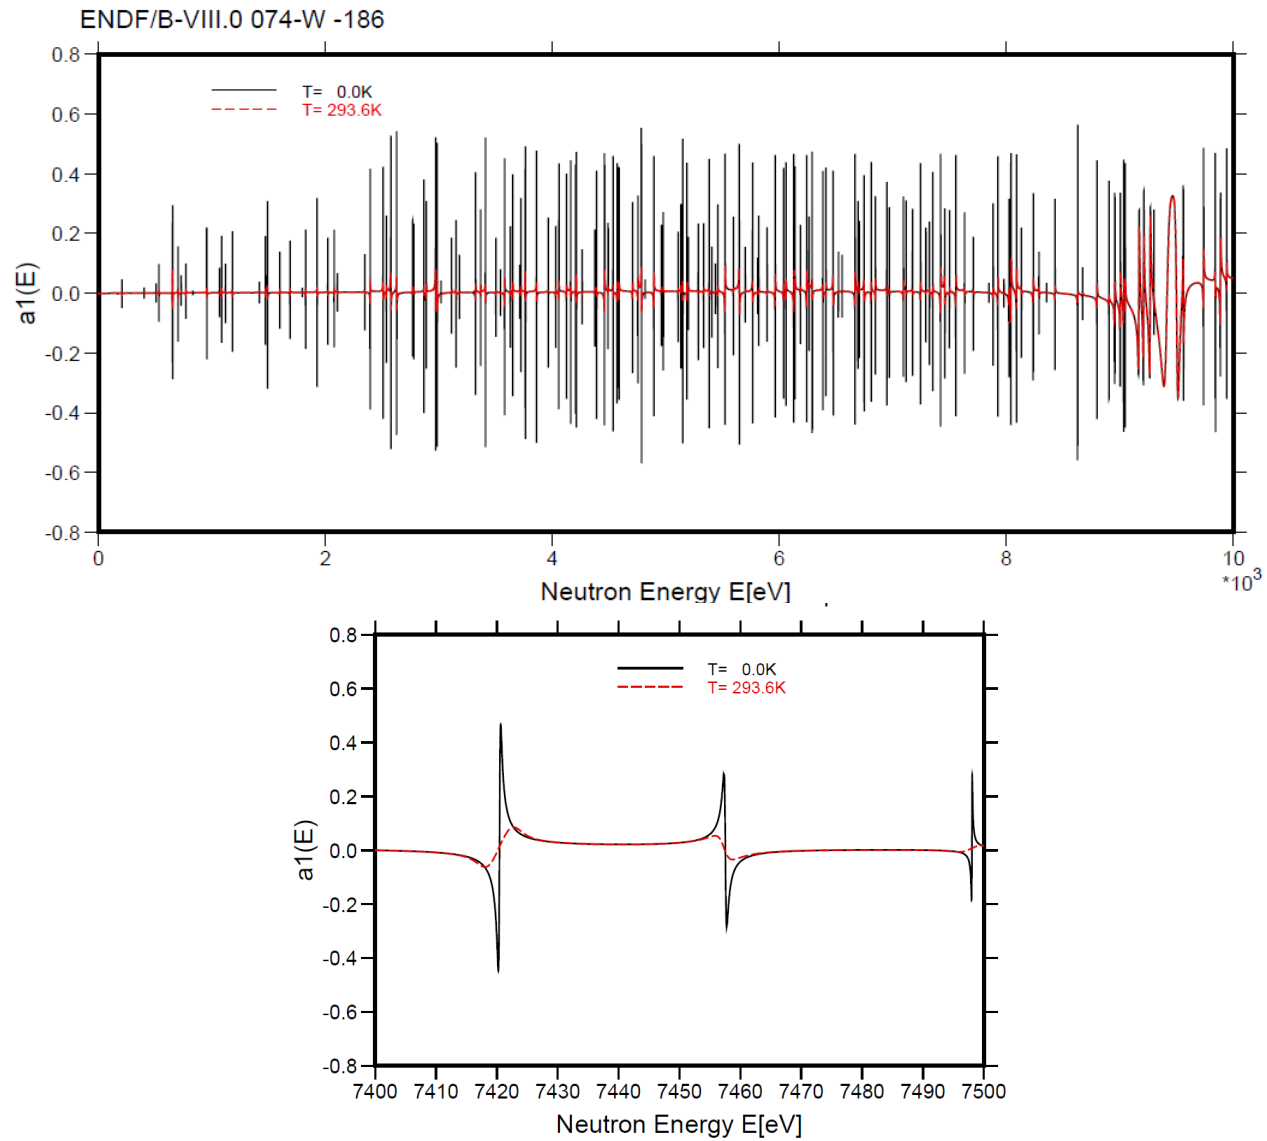 ENDF/B-VIII.0 074-W -186
0.8
0.6
0.4
0.2
0.0
-0.2
-0.4
-0.6
-0.8
a1(E)
T= 0.0K
T= 293.6K
0 2 4 6 8 10
*10³
Neutron Energy E[eV]
0.8
0.6
0.4
0.2
0.0
-0.2
-0.4
-0.6
-0.8
a1(E)
T= 0.0K
T= 293.6K
7400 7410 7420 7430 7440 7450 7460 7470 7480 7490 7500
Neutron Energy E[eV]